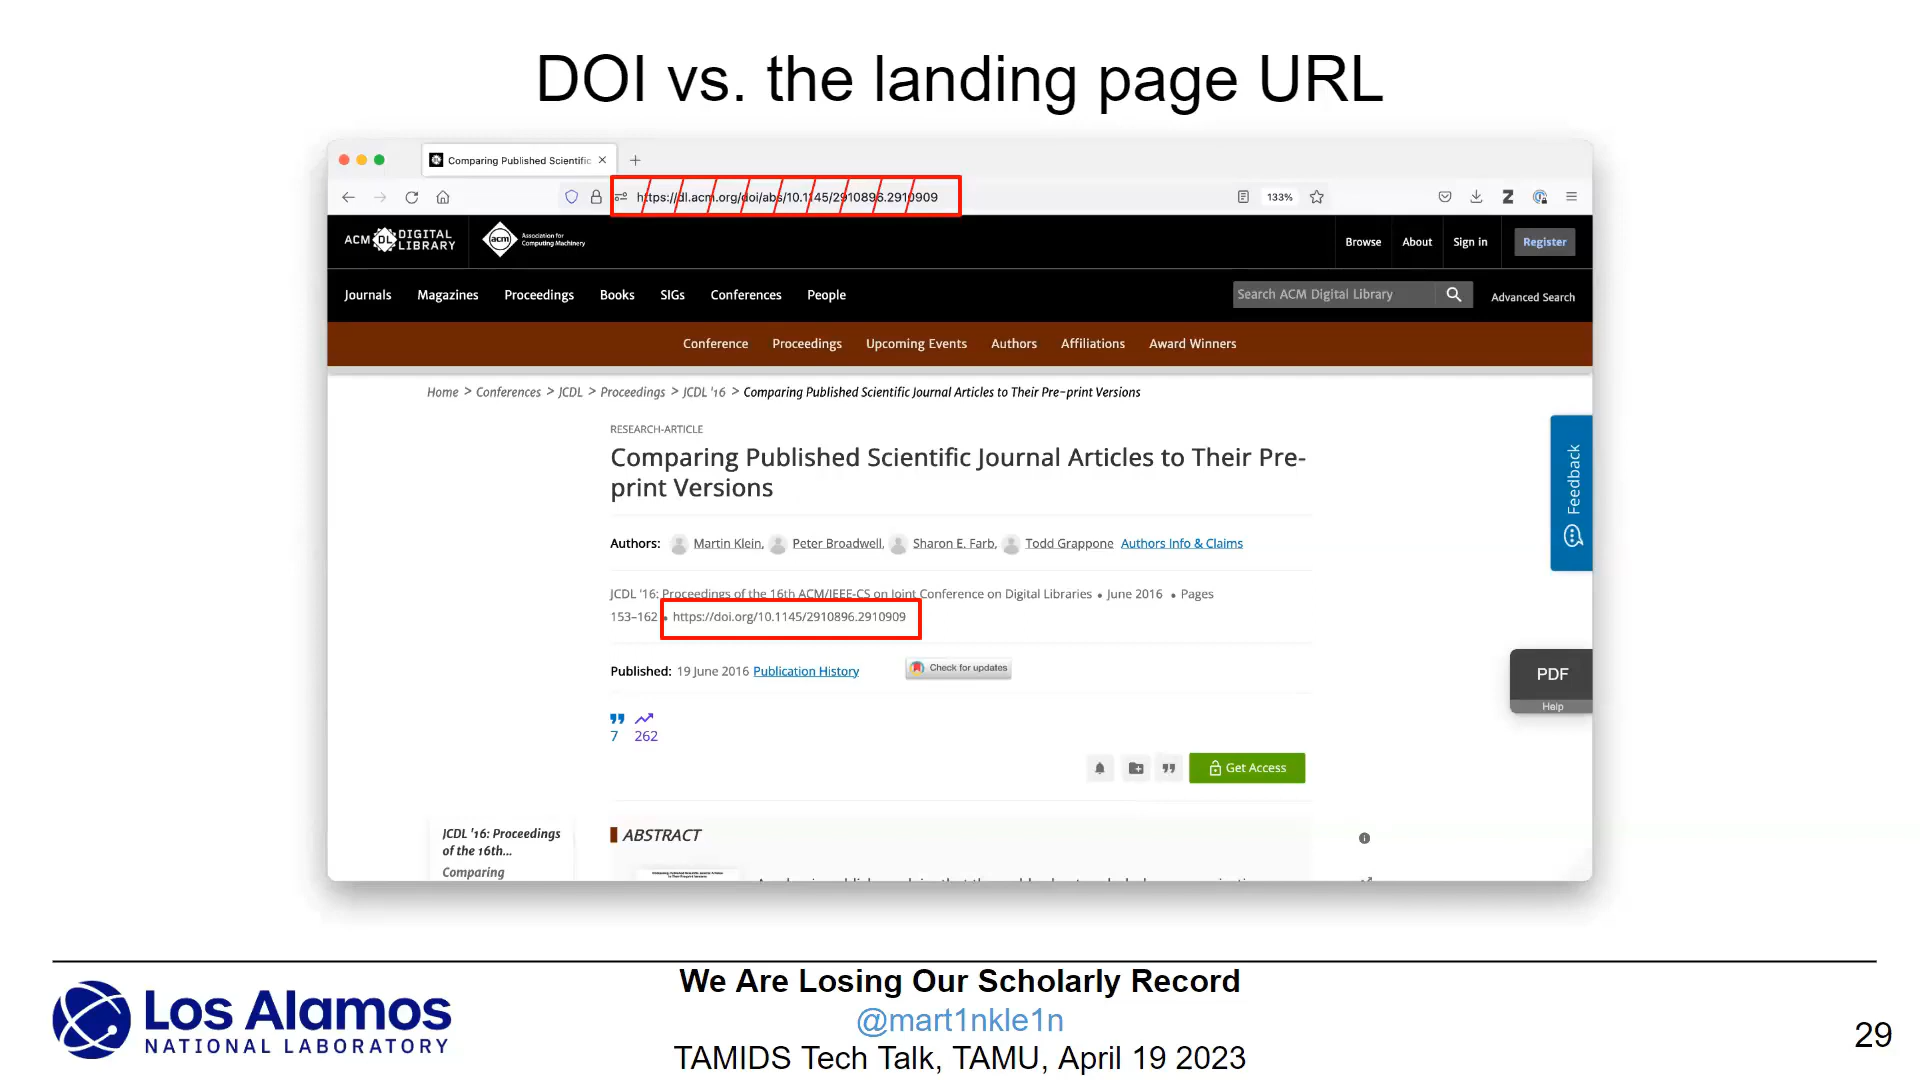 DOI vs. the landing page URL
Comparing Published Scientific
https://dl.acm.org/doi/abs/10.1145/2910896.2910909
133%
ACM DL DIGITAL LIBRARY
acm Association for Computing Machinery
Browse About Sign in Register
Journals Magazines Proceedings Books SIGs Conferences People
Search ACM Digital Library
Advanced Search
Conference Proceedings Upcoming Events Authors Affiliations Award Winners
Home > Conferences > JCDL > Proceedings > JCDL '16 > Comparing Published Scientific Journal Articles to Their Pre-print Versions
RESEARCH-ARTICLE
Comparing Published Scientific Journal Articles to Their Pre-
print Versions
Authors: Martin Klein, Peter Broadwell, Sharon E. Farb, Todd Grappone Authors Info & Claims
JCDL '16: Proceedings of the 16th ACM/IEEE-CS on Joint Conference on Digital Libraries • June 2016 • Pages
153–162 • https://doi.org/10.1145/2910896.2910909
Published: 19 June 2016 Publication History
Check for updates
7 262
Get Access
Feedback
PDF
Help
JCDL '16: Proceedings
of the 16th...
Comparing
ABSTRACT
Los Alamos
NATIONAL LABORATORY
We Are Losing Our Scholarly Record
@mart1nkle1n
TAMIDS Tech Talk, TAMU, April 19 2023
29